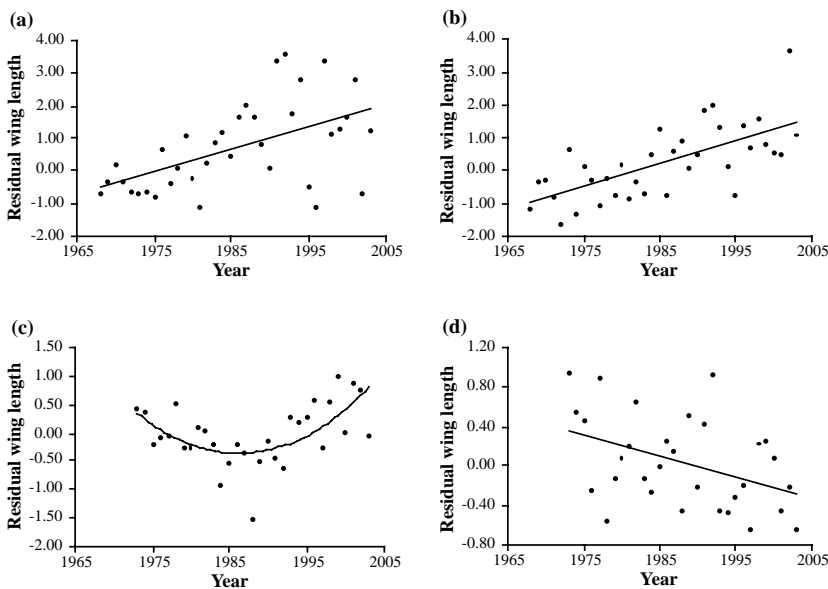 (a)
Residual wing length
4.00
3.00
2.00
1.00
0.00
-1.00
-2.00
1965 1975 1985 1995 2005
Year
(b)
Residual wing length
4.00
3.00
2.00
1.00
0.00
-1.00
-2.00
1965 1975 1985 1995 2005
Year
(c)
Residual wing length
1.50
1.00
0.50
0.00
-0.50
-1.00
-1.50
-2.00
1965 1975 1985 1995 2005
Year
(d)
Residual wing length
1.20
0.80
0.40
0.00
-0.40
-0.80
1965 1975 1985 1995 2005
Year